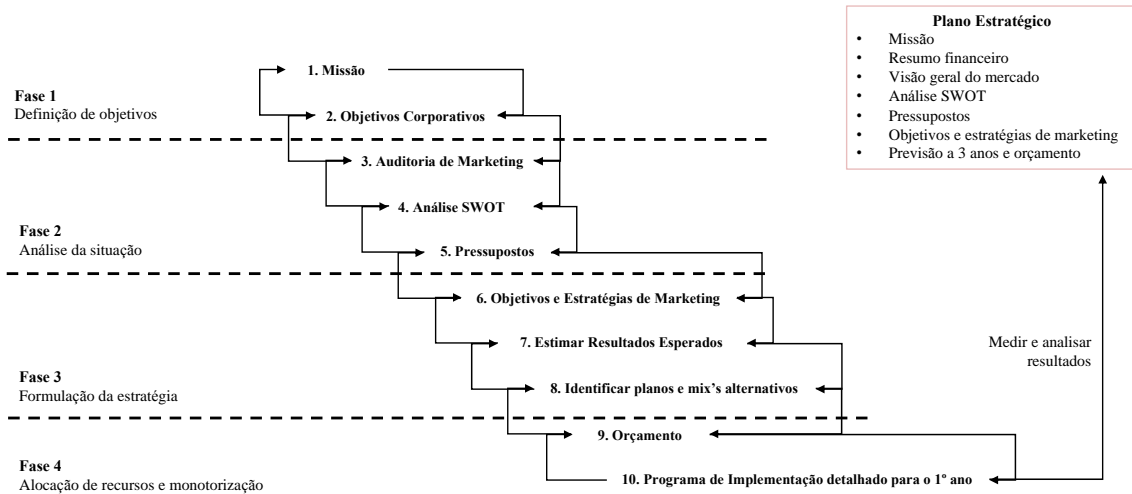 Plano Estratégico
• Missão
• Resumo financeiro
• Visão geral do mercado
• Análise SWOT
• Pressupostos
• Objetivos e estratégias de marketing
• Previsão a 3 anos e orçamento
1. Missão
Fase 1
Definição de objetivos
2. Objetivos Corporativos
3. Auditoria de Marketing
4. Análise SWOT
Fase 2
Análise da situação
5. Pressupostos
6. Objetivos e Estratégias de Marketing
7. Estimar Resultados Esperados
Medir e analisar
resultados
Fase 3
Formulação da estratégia
8. Identificar planos e mix's alternativos
9. Orçamento
Fase 4
Alocação de recursos e monotorização
10. Programa de Implementação detalhado para o 1º ano